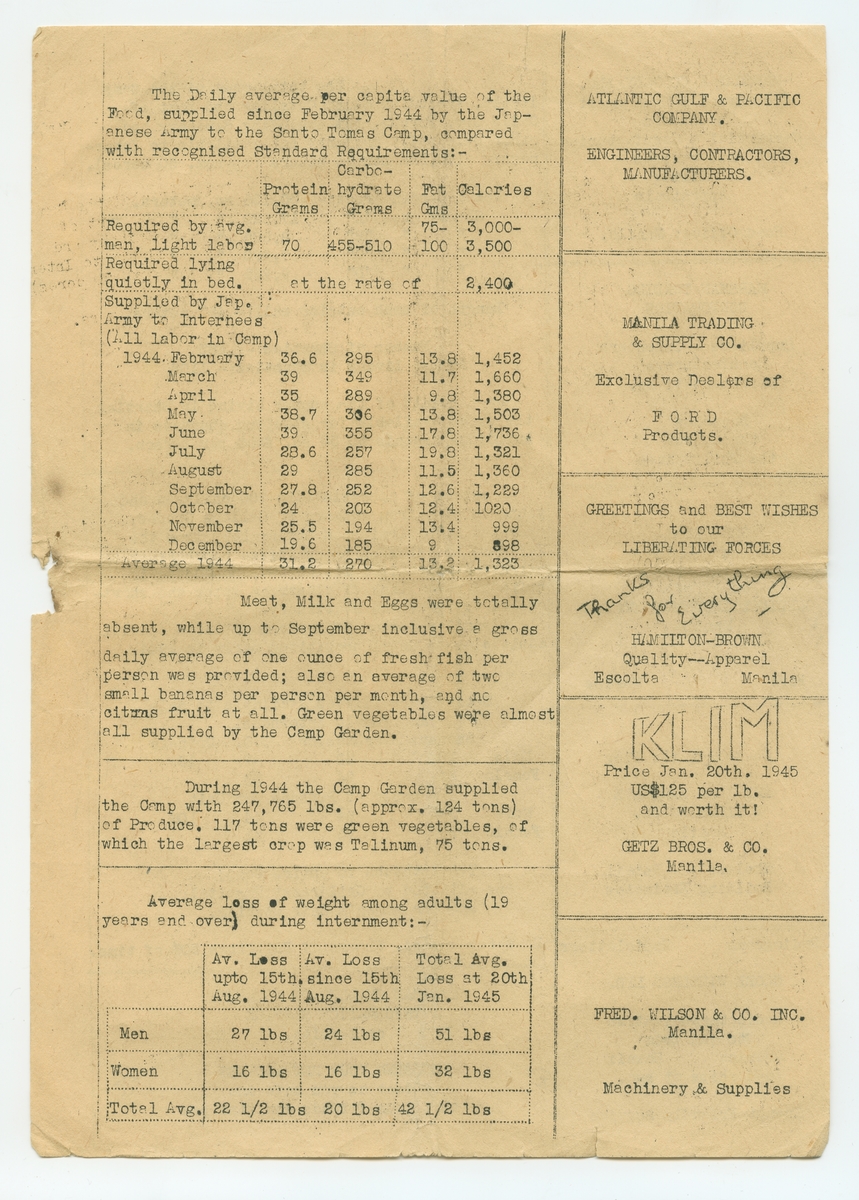 The Daily average per capita value of the
Food, supplied since February 1944 by the Jap-
anese Army to the Santo Tomas Camp, compared
with recognised Standard Requirements:-
Protein Grams Carbo-hydrate Grams Fat Gms Calories
Required by avg.
man, light labor 70 455-510 75-100 3,000-3,500
Required lying
quietly in bed. at the rate of 2,400
Supplied by Jap.
Army to Internees
(All labor in Camp)
1944 February 36.6 295 13.8 1,452
March 39 349 11.7 1,660
April 35 289 9.8 1,380
May 38.7 306 13.8 1,503
June 39 355 17.8 1,736
July 28.6 257 19.8 1,321
August 29 285 11.5 1,360
September 27.8 252 12.6 1,229
October 24 203 12.4 1020
November 25.5 194 13.4 999
December 19.6 185 9 898
Average 1944 31.2 270 13.2 1,323
Meat, Milk and Eggs were totally
absent, while up to September inclusive a gross
daily average of one ounce of fresh fish per
person was provided; also an average of two
small bananas per person per month, and no
citrus fruit at all. Green vegetables were almost
all supplied by the Camp Garden.
During 1944 the Camp Garden supplied
the Camp with 247,765 lbs. (approx. 124 tons)
of Produce. 117 tons were green vegetables, of
which the largest crop was Talinum, 75 tons.
Average loss of weight among adults (19
years and over) during internment:-
Av. Loss Av. Loss Total Avg.
upto 15th since 15th Loss at 20th
Aug. 1944 Aug. 1944 Jan. 1945
Men 27 lbs 24 lbs 51 lbs
Women 16 lbs 16 lbs 32 lbs
Total Avg. 22 1/2 lbs 20 lbs 42 1/2 lbs
ATLANTIC GULF & PACIFIC
COMPANY.
ENGINEERS, CONTRACTORS,
MANUFACTURERS.
MANILA TRADING
& SUPPLY CO.
Exclusive Dealers of
F O R D
Products.
GREETINGS and BEST WISHES
to our
LIBERATING FORCES
Thanks for Everything
HAMILTON-BROWN
Quality--Apparel
Escolta Manila
KLIM
Price Jan. 20th. 1945
US$125 per lb.
and worth it!
GETZ BROS. & CO.
Manila.
FRED. WILSON & CO. INC.
Manila.
Machinery & Supplies